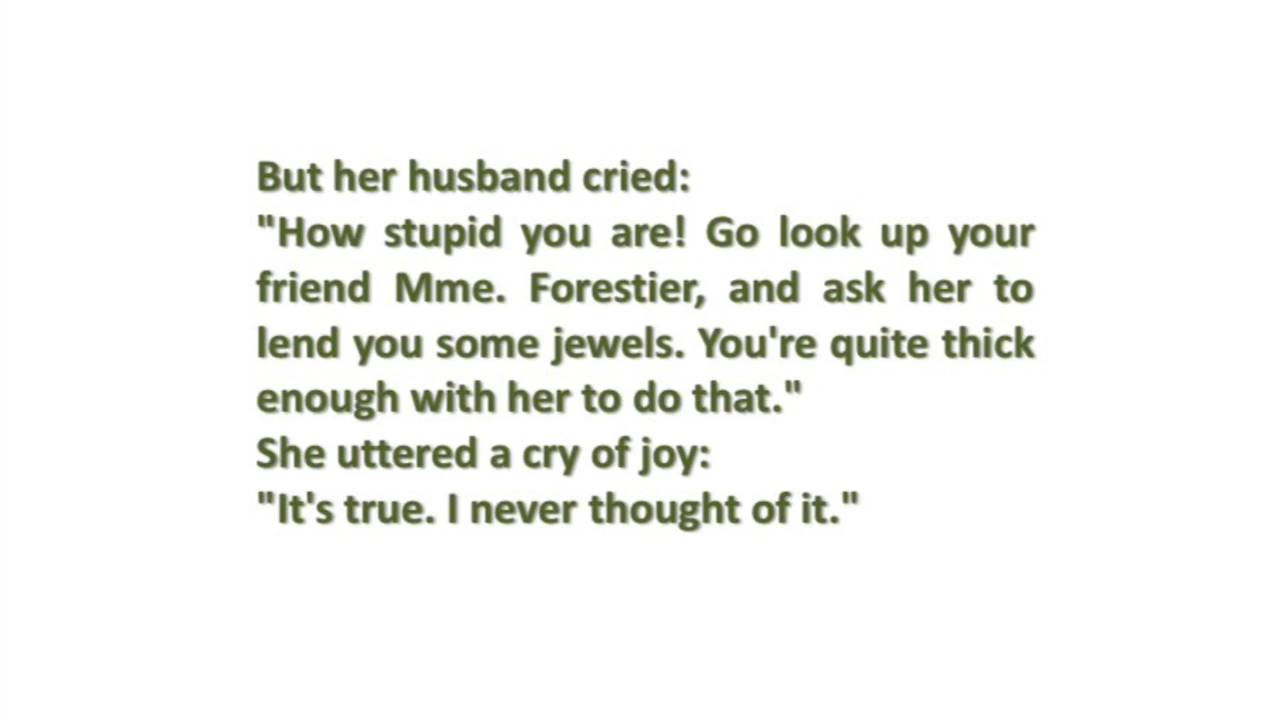 But her husband cried:
"How stupid you are! Go look up your
friend Mme. Forestier, and ask her to
lend you some jewels. You're quite thick
enough with her to do that."
She uttered a cry of joy:
"It's true. I never thought of it."